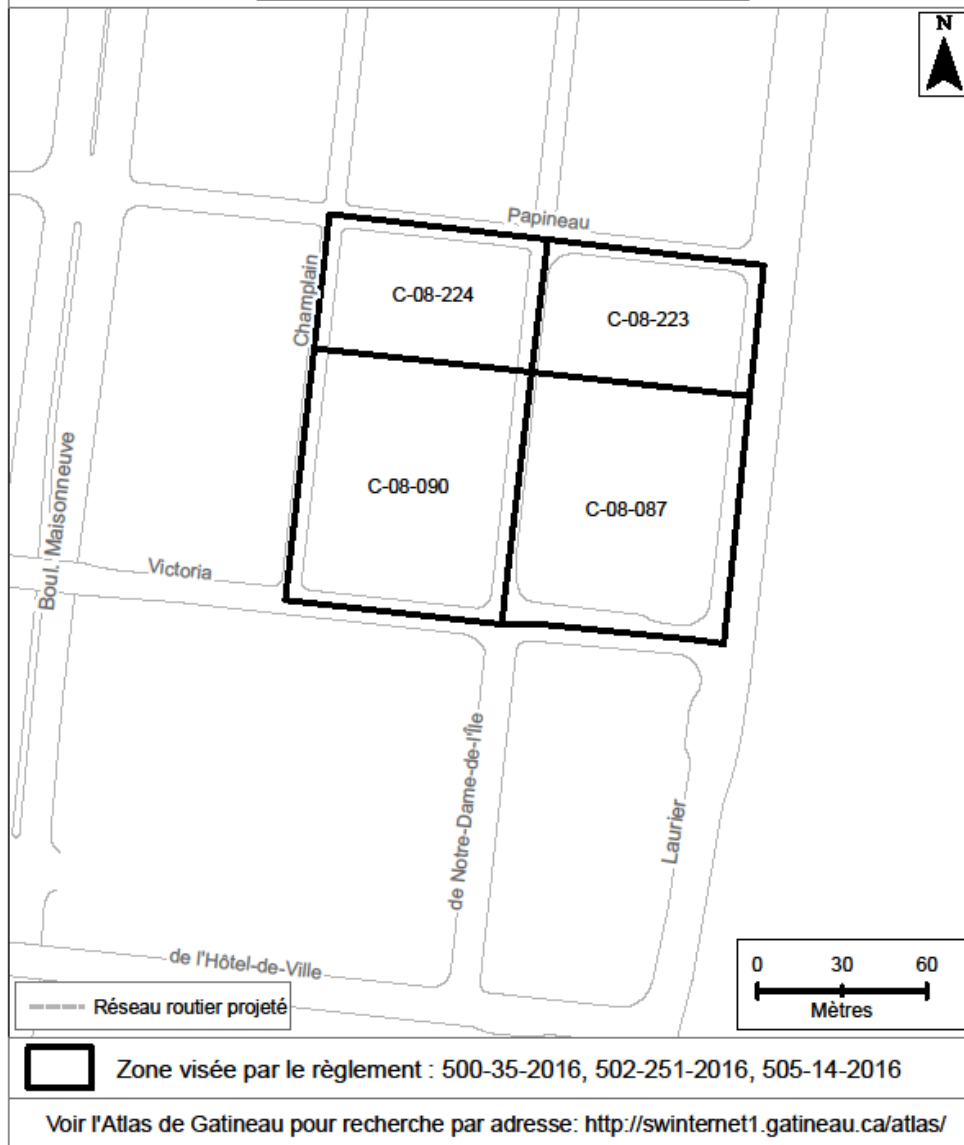 N
Papineau
Champlain
C-08-224
C-08-223
C-08-090
C-08-087
Boul. Maisonneuve
Victoria
de Notre-Dame-de-l'Île
Laurier
de l'Hôtel-de-Ville
0 30 60
Mètres
Réseau routier projeté
Zone visée par le règlement : 500-35-2016, 502-251-2016, 505-14-2016
Voir l'Atlas de Gatineau pour recherche par adresse: http://swinternet1.gatineau.ca/atlas/